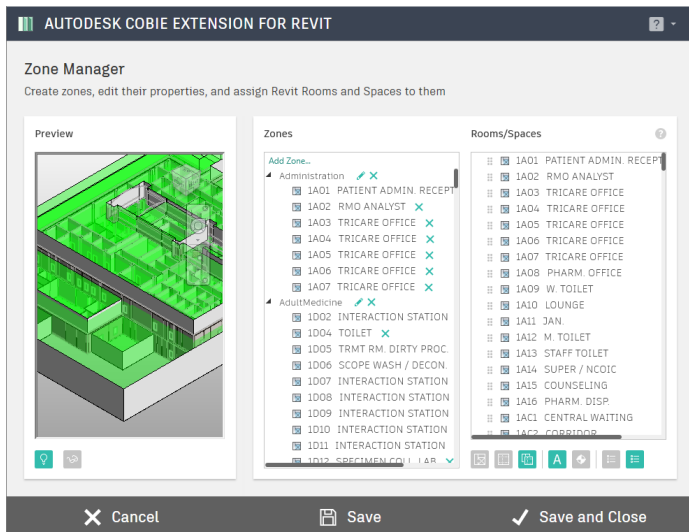 AUTODESK COBIE EXTENSION FOR REVIT
?
Zone Manager
Create zones, edit their properties, and assign Revit Rooms and Spaces to them
Preview
Zones
Add Zone...
Administration
1A01 PATIENT ADMIN. RECEPT
1A02 RMO ANALYST
1A03 TRICARE OFFICE
1A04 TRICARE OFFICE
1A05 TRICARE OFFICE
1A06 TRICARE OFFICE
1A07 TRICARE OFFICE
AdultMedicine
1D02 INTERACTION STATION
1D04 TOILET
1D05 TRMT RM. DIRTY PROC.
1D06 SCOPE WASH / DECON.
1D07 INTERACTION STATION
1D08 INTERACTION STATION
1D09 INTERACTION STATION
1D10 INTERACTION STATION
1D11 INTERACTION STATION
1D12 SPECIMEN COLL. LAB
Rooms/Spaces
?
1A01 PATIENT ADMIN. RECEPT
1A02 RMO ANALYST
1A03 TRICARE OFFICE
1A04 TRICARE OFFICE
1A05 TRICARE OFFICE
1A06 TRICARE OFFICE
1A07 TRICARE OFFICE
1A08 PHARM. OFFICE
1A09 W. TOILET
1A10 LOUNGE
1A11 JAN.
1A12 M. TOILET
1A13 STAFF TOILET
1A14 SUPER / NCOIC
1A15 COUNSELING
1A16 PHARM. DISP.
1AC1 CENTRAL WAITING
1AC2 CORRIDOR
A
Cancel
Save
Save and Close